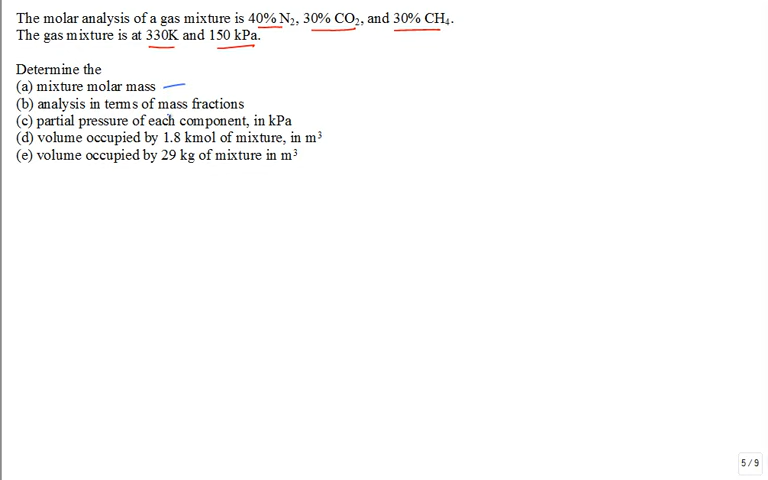 The molar analysis of a gas mixture is 40% N₂, 30% CO₂, and 30% CH₄.
The gas mixture is at 330K and 150 kPa.
Determine the
(a) mixture molar mass
(b) analysis in terms of mass fractions
(c) partial pressure of each component, in kPa
(d) volume occupied by 1.8 kmol of mixture, in m³
(e) volume occupied by 29 kg of mixture in m³
5 / 9